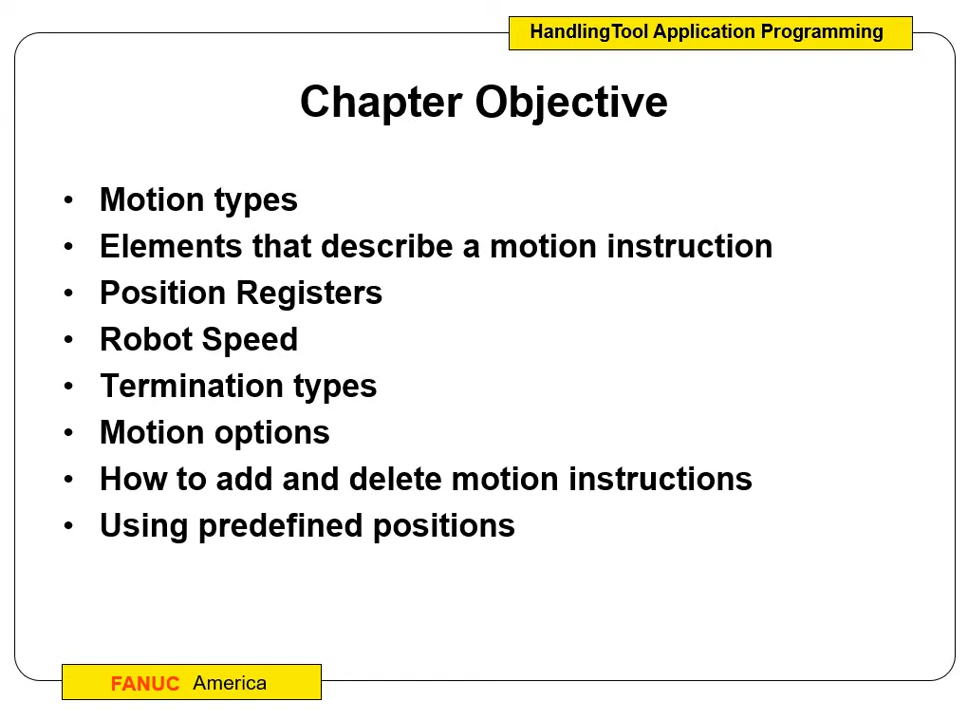 HandlingTool Application Programming
Chapter Objective
• Motion types
• Elements that describe a motion instruction
• Position Registers
• Robot Speed
• Termination types
• Motion options
• How to add and delete motion instructions
• Using predefined positions
FANUC America